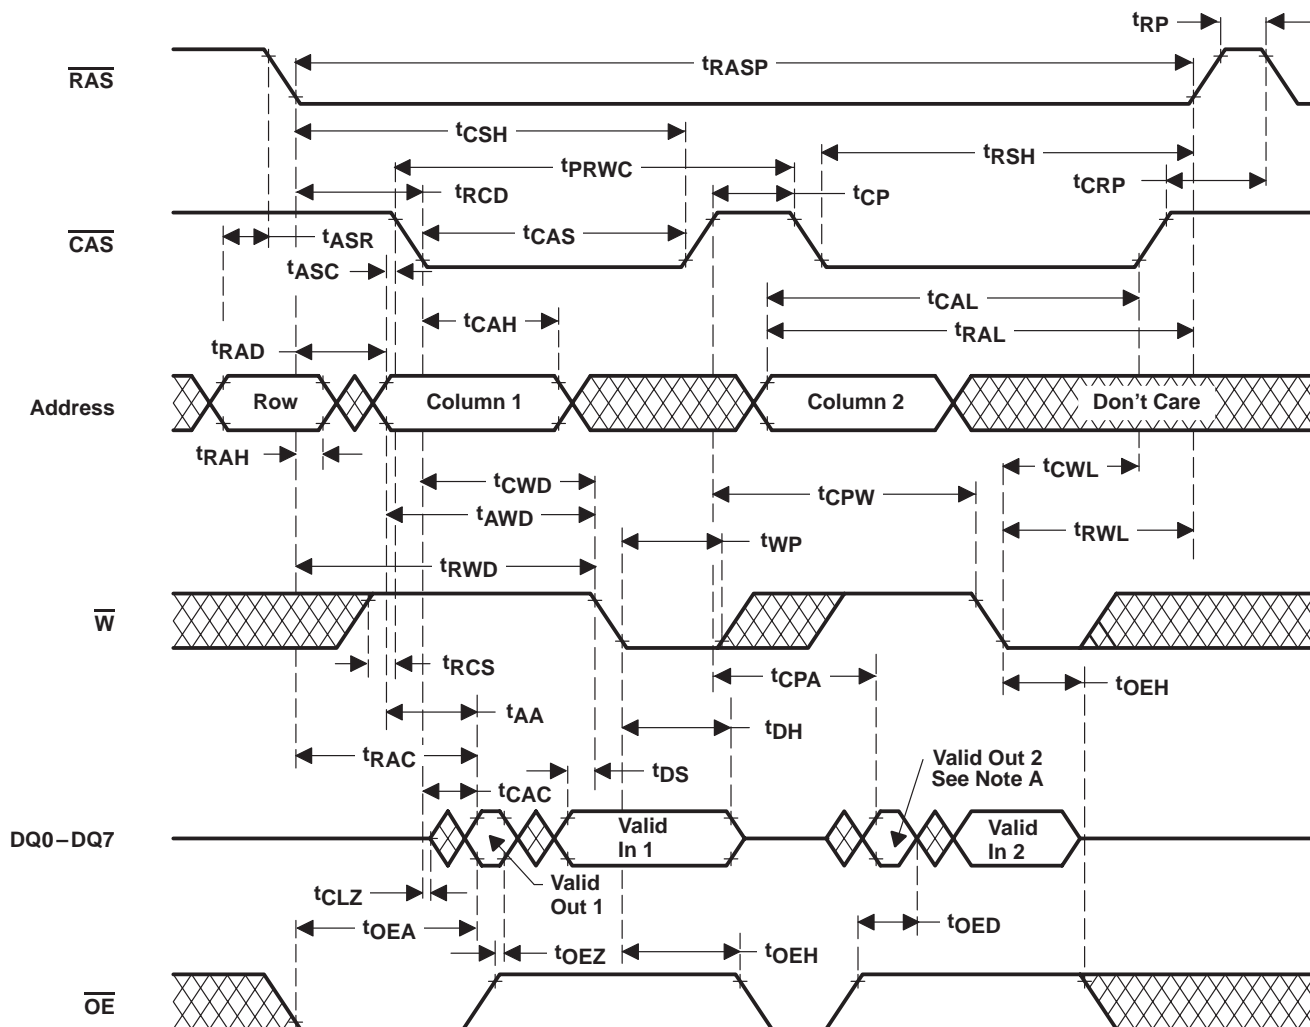 tRP
RAS
tRASP
tCSH
tRSH
tPRWC
tCRP
tRCD
tCP
CAS
tASR
tCAS
tASC
tCAL
tCAH
tRAL
tRAD
Address
Row
Column 1
Column 2
Don't Care
tRAH
tCWL
tCWD
tCPW
tAWD
tWP
tRWL
tRWD
W
tRCS
tCPA
tOEH
tAA
tDH
tRAC
Valid Out 2
See Note A
tDS
tCAC
DQ0–DQ7
Valid
In 1
Valid
In 2
tCLZ
Valid
Out 1
tOEA
tOED
tOEZ
tOEH
OE